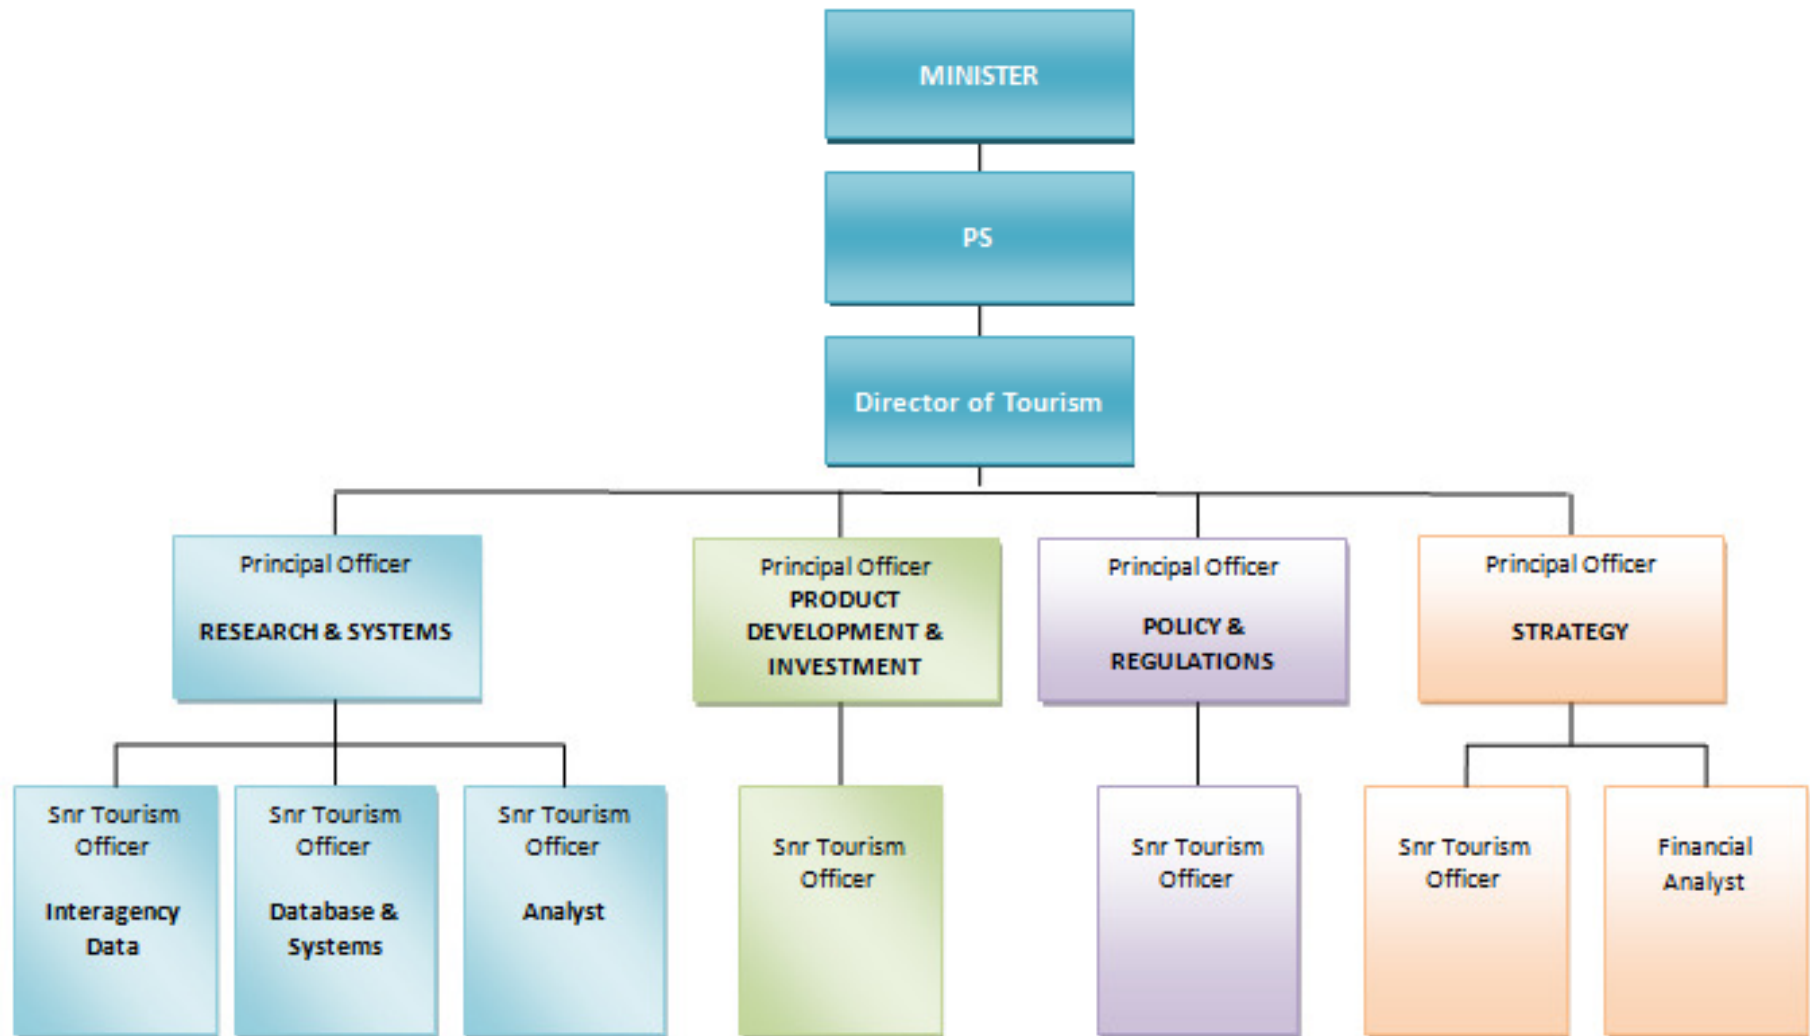 MINISTER
PS
Director of Tourism
Principal Officer
RESEARCH & SYSTEMS
Principal Officer
PRODUCT
DEVELOPMENT &
INVESTMENT
Principal Officer
POLICY &
REGULATIONS
Principal Officer
STRATEGY
Snr Tourism
Officer
Interagency
Data
Snr Tourism
Officer
Database &
Systems
Snr Tourism
Officer
Analyst
Snr Tourism
Officer
Snr Tourism
Officer
Snr Tourism
Officer
Financial
Analyst